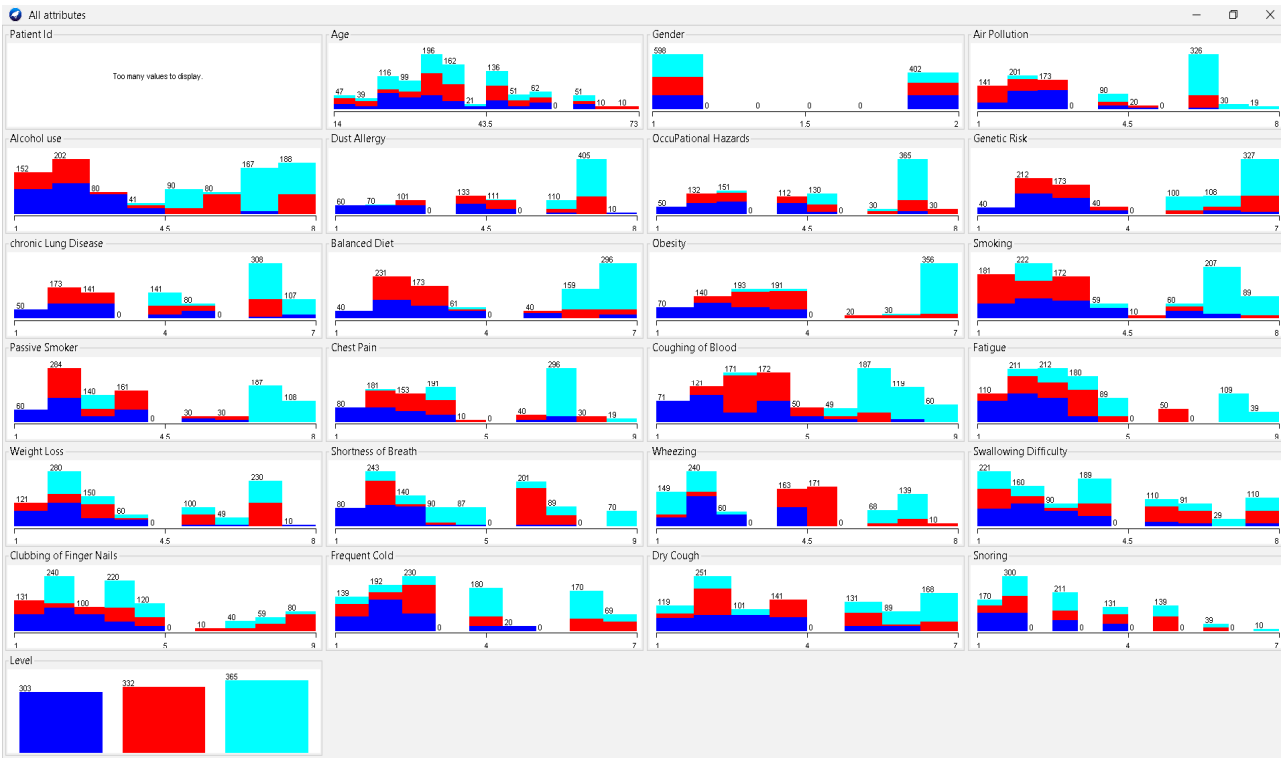 All attributes
Patient Id
Too many values to display.
Age
47 39 116 99 196 162 21 136 51 62 0 51 10 10
14 43.5 73
Gender
598 0 0 0 0 402
1 1.5 2
Air Pollution
141 201 173 0 90 20 0 326 30 19
1 4.5 8
Alcohol use
152 202 80 41 90 80 167 188
1 4.5 8
Dust Allergy
60 70 101 0 133 111 0 110 405 10
1 4.5 8
OccuPational Hazards
50 132 151 0 112 130 0 30 365 30
1 4.5 8
Genetic Risk
40 212 173 40 0 100 108 327
1 4 7
chronic Lung Disease
50 173 141 0 141 80 0 308 107
1 4 7
Balanced Diet
40 231 173 61 0 40 159 296
1 4 7
Obesity
70 140 193 191 0 20 30 356
1 4 7
Smoking
181 222 172 59 10 60 207 89
1 4.5 8
Passive Smoker
60 284 140 161 0 30 30 187 108
1 4.5 8
Chest Pain
80 181 153 191 10 0 40 296 30 19
1 5 9
Coughing of Blood
71 121 171 172 50 49 187 119 60
1 5 9
Fatigue
110 211 212 180 89 0 50 0 109 39
1 5 9
Weight Loss
121 280 150 60 0 100 49 230 10
1 4.5 8
Shortness of Breath
80 243 140 90 87 0 201 89 0 70
1 5 9
Wheezing
149 240 60 0 163 171 0 68 139 10
1 4.5 8
Swallowing Difficulty
221 160 90 189 0 110 91 29 110
1 4.5 8
Clubbing of Finger Nails
131 240 100 220 120 0 10 40 59 80
1 5 9
Frequent Cold
139 192 230 0 180 20 0 170 69
1 4 7
Dry Cough
119 251 101 141 0 131 89 168
1 4 7
Snoring
170 300 0 211 0 131 0 139 0 39 0 10
1 4 7
Level
303 332 365